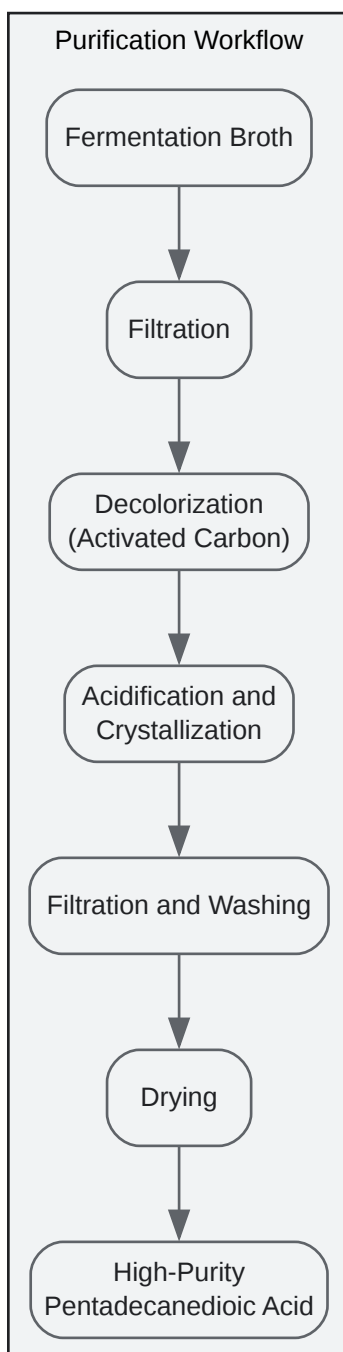 Purification Workflow
Fermentation Broth
Filtration
Decolorization
(Activated Carbon)
Acidification and
Crystallization
Filtration and Washing
Drying
High-Purity
Pentadecanedioic Acid